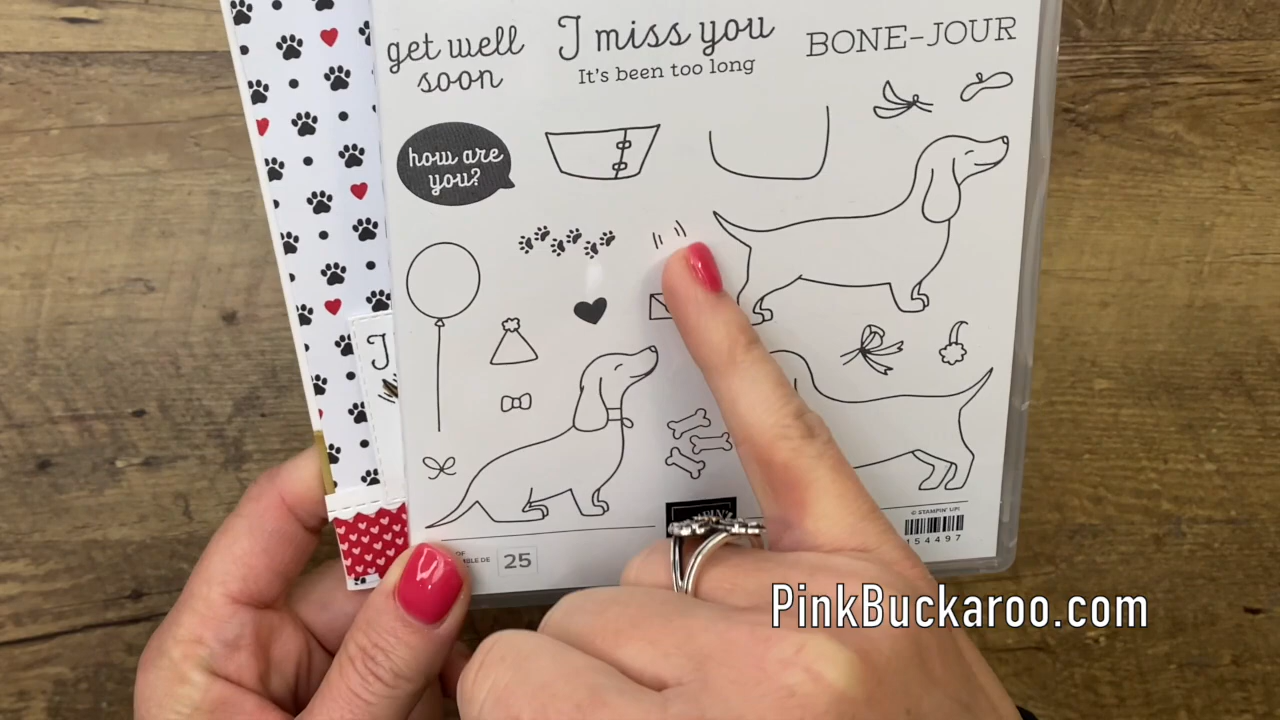 get well
soon
I miss you
It's been too long
BONE-JOUR
how are
you?
© STAMPIN' UP!
154497
25
PinkBuckaroo.com